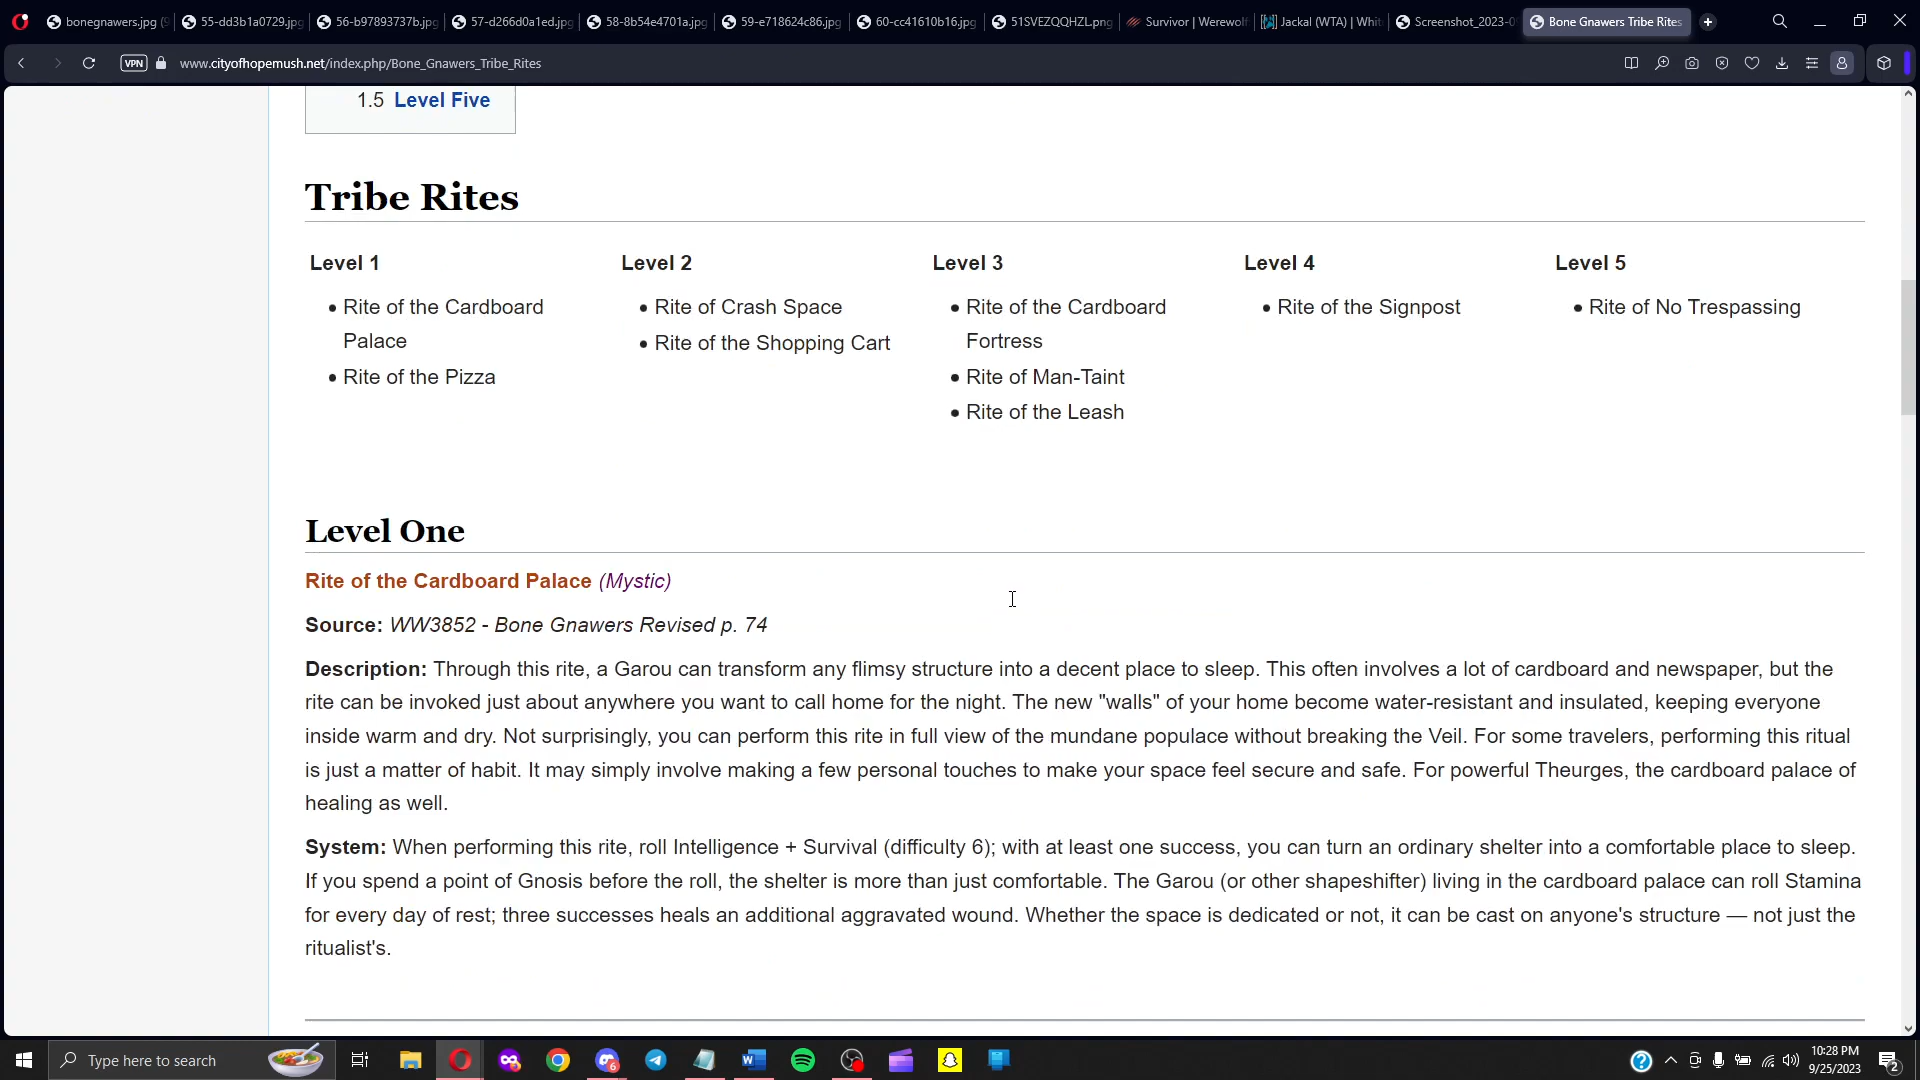 bonegnawers.jpg (9
55-dd3b1a0729.jpg
56-b97893737b.jpg
57-d266d0a1ed.jpg
58-8b54e4701a.jpg
59-e718624c86.jpg
60-cc41610b16.jpg
51SVEZQQHZL.png
Survivor | Werewolf
Jackal (WTA) | Whit
Screenshot_2023-09
Bone Gnawers Tribe Rites
VPN
www.cityofhopemush.net/index.php/Bone_Gnawers_Tribe_Rites
1.5 Level Five
Tribe Rites
Level 1
• Rite of the Cardboard
Palace
• Rite of the Pizza
Level 2
• Rite of Crash Space
• Rite of the Shopping Cart
Level 3
• Rite of the Cardboard
Fortress
• Rite of Man-Taint
• Rite of the Leash
Level 4
• Rite of the Signpost
Level 5
• Rite of No Trespassing
Level One
Rite of the Cardboard Palace (Mystic)
Source: WW3852 - Bone Gnawers Revised p. 74
Description: Through this rite, a Garou can transform any flimsy structure into a decent place to sleep. This often involves a lot of cardboard and newspaper, but the
rite can be invoked just about anywhere you want to call home for the night. The new "walls" of your home become water-resistant and insulated, keeping everyone
inside warm and dry. Not surprisingly, you can perform this rite in full view of the mundane populace without breaking the Veil. For some travelers, performing this ritual
is just a matter of habit. It may simply involve making a few personal touches to make your space feel secure and safe. For powerful Theurges, the cardboard palace of
healing as well.
System: When performing this rite, roll Intelligence + Survival (difficulty 6); with at least one success, you can turn an ordinary shelter into a comfortable place to sleep.
If you spend a point of Gnosis before the roll, the shelter is more than just comfortable. The Garou (or other shapeshifter) living in the cardboard palace can roll Stamina
for every day of rest; three successes heals an additional aggravated wound. Whether the space is dedicated or not, it can be cast on anyone's structure — not just the
ritualist's.
Type here to search
6
10:28 PM
9/25/2023
2